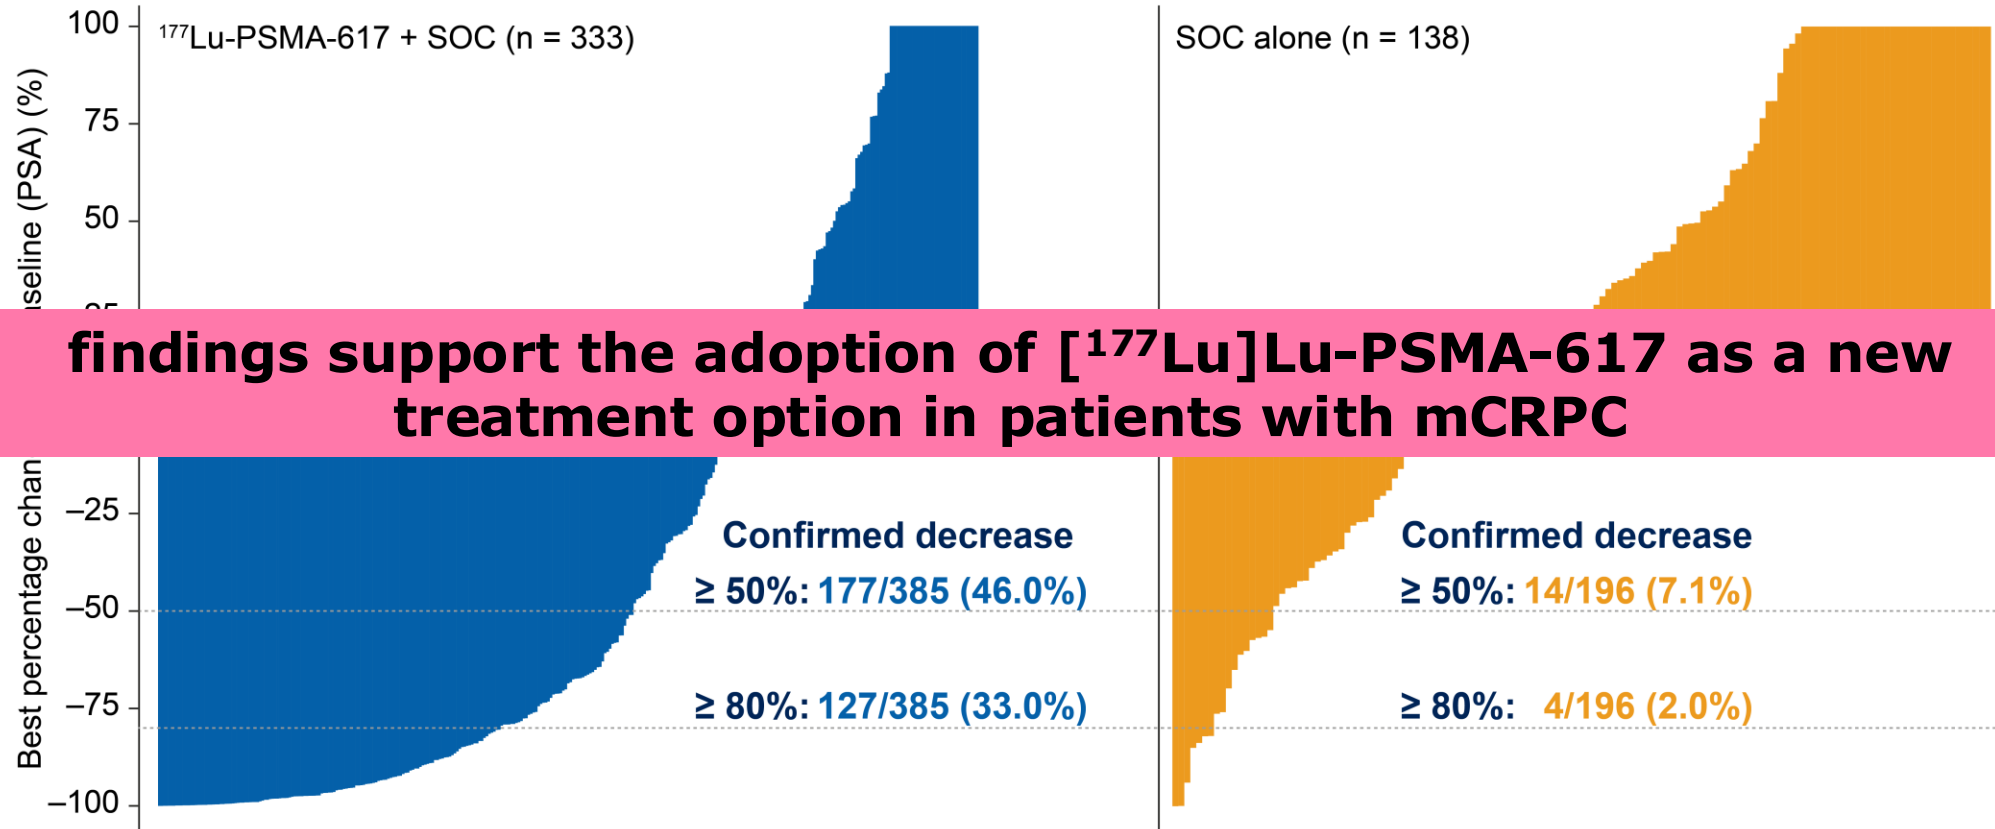 100
¹⁷⁷Lu-PSMA-617 + SOC (n = 333)
SOC alone (n = 138)
75
50
findings support the adoption of [¹⁷⁷Lu]Lu-PSMA-617 as a new
treatment option in patients with mCRPC
–25
–50
–75
–100
Best percentage
(PSA) (%)
Confirmed decrease
≥ 50%: 177/385 (46.0%)
≥ 80%: 127/385 (33.0%)
Confirmed decrease
≥ 50%: 14/196 (7.1%)
≥ 80%: 4/196 (2.0%)